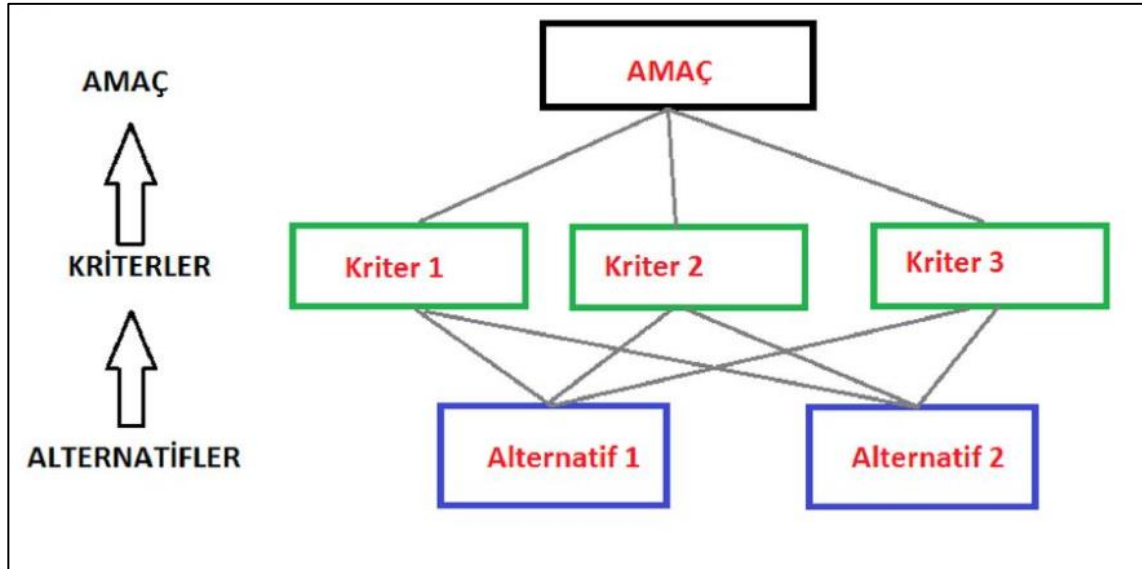 AMAÇ
AMAÇ
KRİTERLER
Kriter 1
Kriter 2
Kriter 3
ALTERNATİFLER
Alternatif 1
Alternatif 2